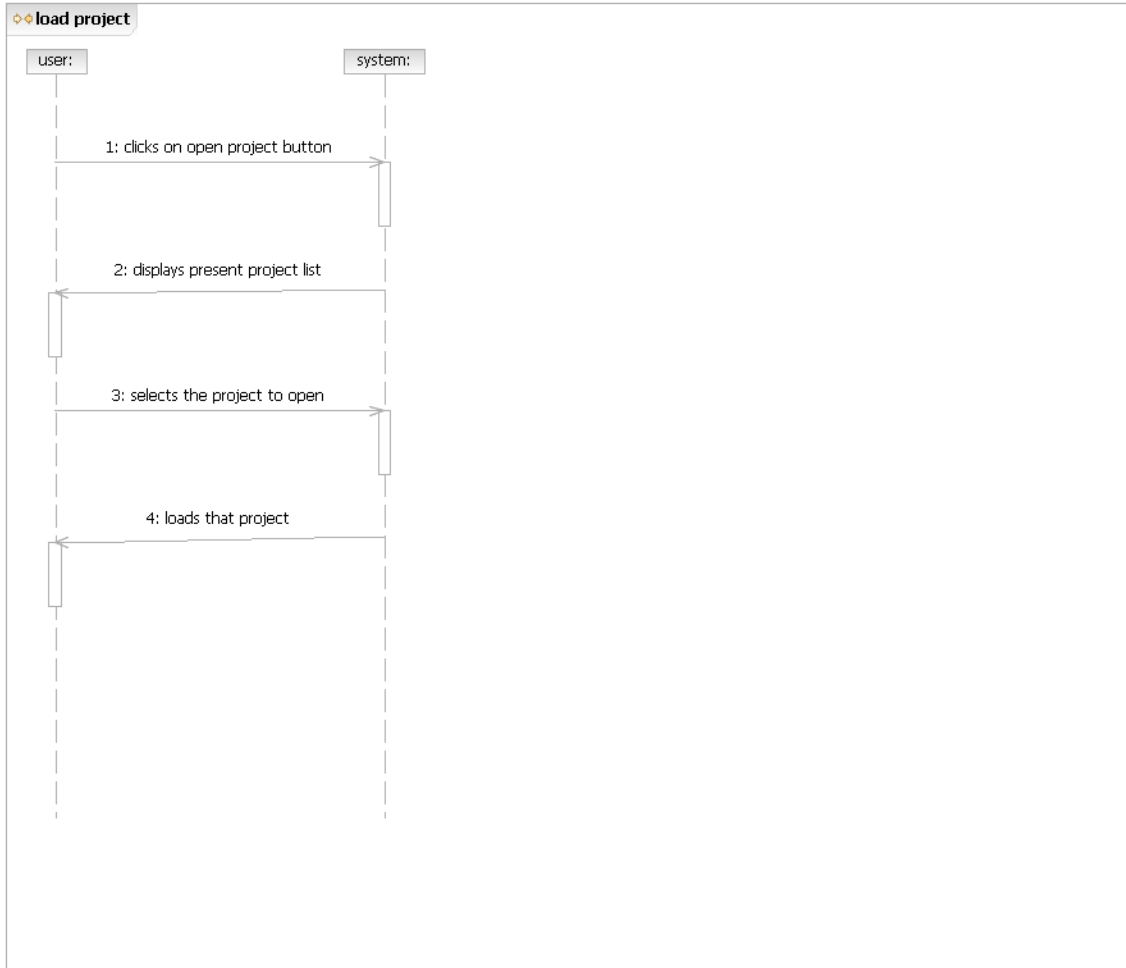 load project
user:
system:
1: clicks on open project button
2: displays present project list
3: selects the project to open
4: loads that project